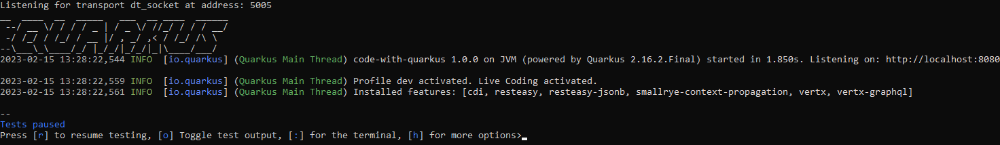 Listening for transport dt_socket at address: 5005
__  ____  __  _____   ___  __ ____  ______
 --/ __ \/ / / / _ | / _ \/ //_/ / / / __/
 -/ /_/ / /_/ / __ |/ , _/ ,< / /_/ /\ \
--\___\_\____/_/ |_/_/|_/_/|_|\____/___/
2023-02-15 13:28:22,544 INFO  [io.quarkus] (Quarkus Main Thread) code-with-quarkus 1.0.0 on JVM (powered by Quarkus 2.16.2.Final) started in 1.850s. Listening on: http://localhost:8080
2023-02-15 13:28:22,559 INFO  [io.quarkus] (Quarkus Main Thread) Profile dev activated. Live Coding activated.
2023-02-15 13:28:22,561 INFO  [io.quarkus] (Quarkus Main Thread) Installed features: [cdi, resteasy, resteasy-jsonb, smallrye-context-propagation, vertx, vertx-graphql]
--
Tests paused
Press [r] to resume testing, [o] Toggle test output, [:] for the terminal, [h] for more options>